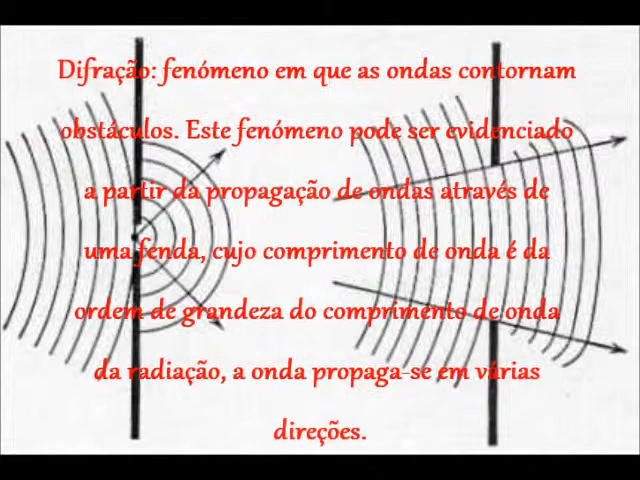 Difração: fenómeno em que as ondas contornam
obstáculos. Este fenómeno pode ser evidenciado
a partir da propagação de ondas através de
uma fenda, cujo comprimento de onda é da
ordem de grandeza do comprimento de onda
da radiação, a onda propaga-se em várias
direções.